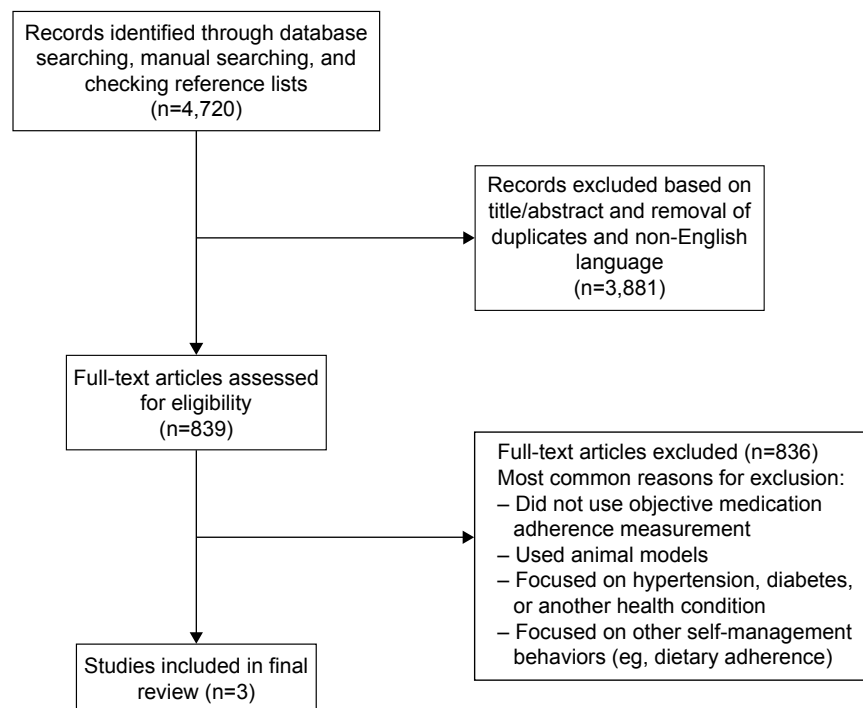 Records identified through database
searching, manual searching, and
checking reference lists
(n=4,720)
Records excluded based on
title/abstract and removal of
duplicates and non-English
language
(n=3,881)
Full-text articles assessed
for eligibility
(n=839)
Full-text articles excluded (n=836)
Most common reasons for exclusion:
– Did not use objective medication
adherence measurement
– Used animal models
– Focused on hypertension, diabetes,
or another health condition
– Focused on other self-management
behaviors (eg, dietary adherence)
Studies included in final
review (n=3)